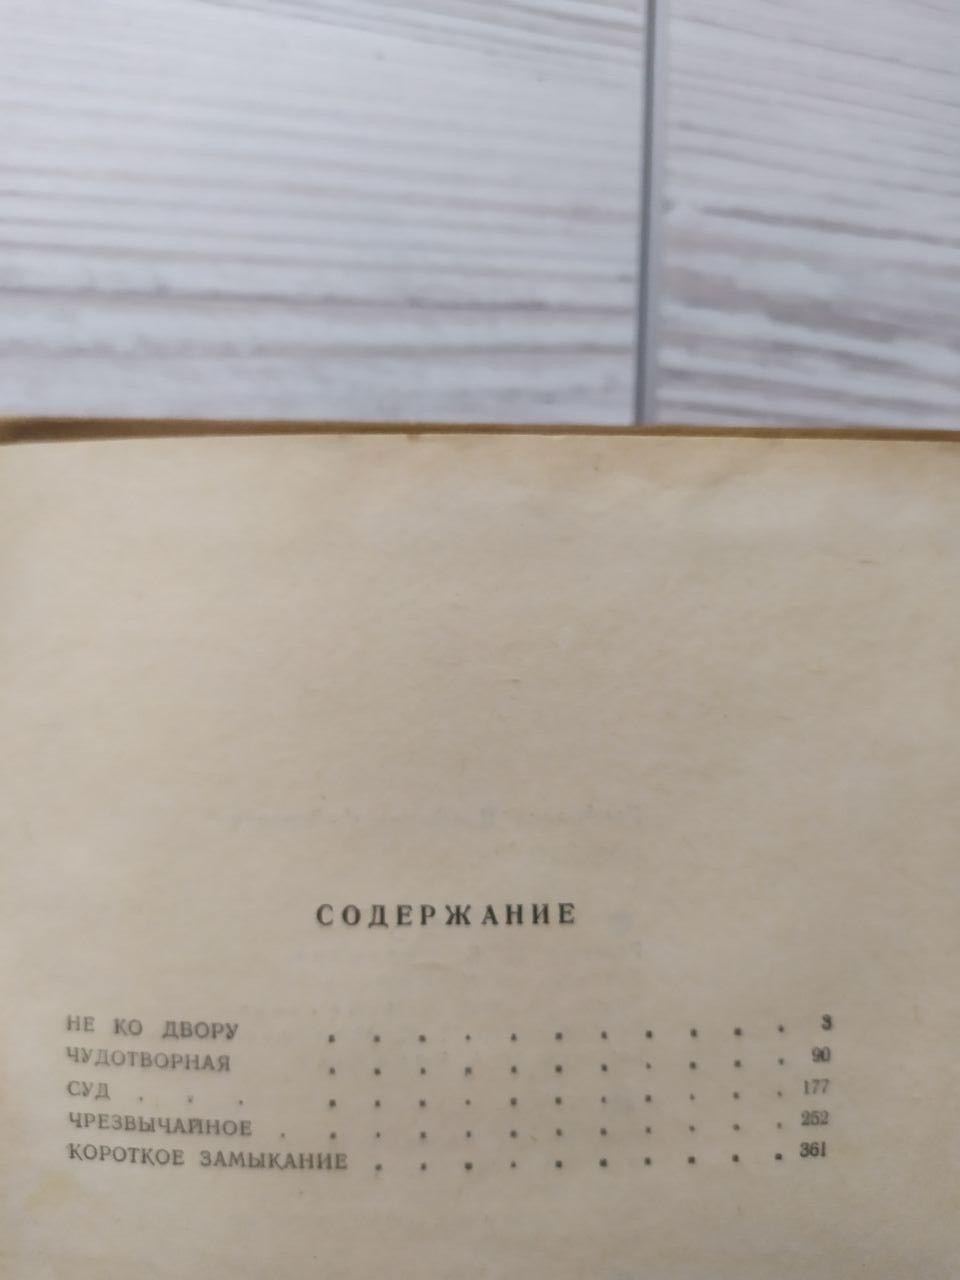 СОДЕРЖАНИЕ
НЕ КО ДВОРУ . . . . . . . . . . . 3
ЧУДОТВОРНАЯ . . . . . . . . . . . 90
СУД . . . . . . . . . . . . . . 177
ЧРЕЗВЫЧАЙНОЕ . . . . . . . . . . . . 252
КОРОТКОЕ ЗАМЫКАНИЕ . . . . . . . . . . 361